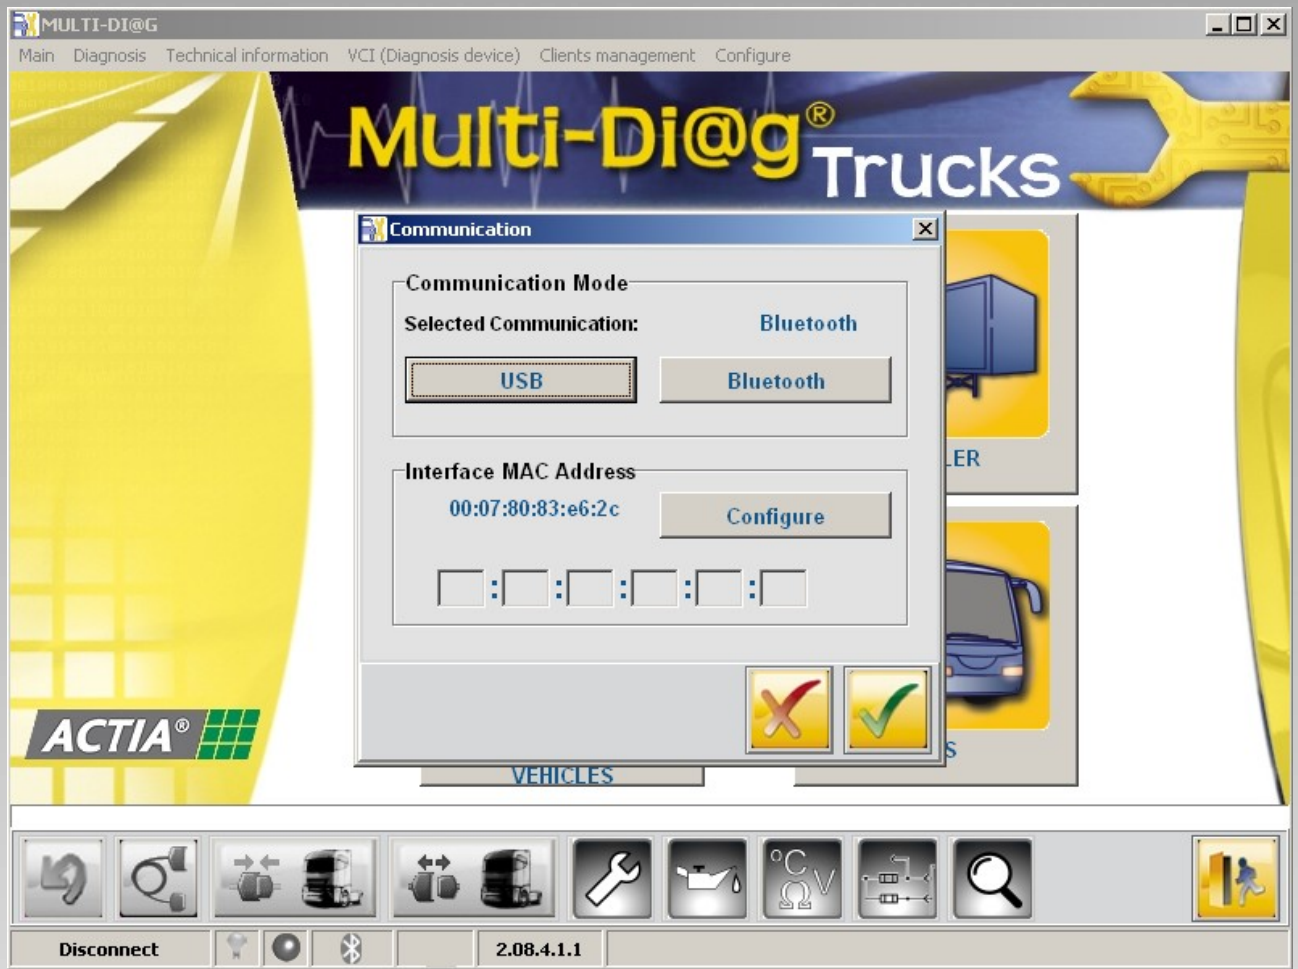 MULTI-DI@G
Main Diagnosis Technical information VCI (Diagnosis device) Clients management Configure
Multi-Di@g®
Trucks
Communication
Communication Mode
Selected Communication: Bluetooth
USB Bluetooth
LER
Interface MAC Address
00:07:80:83:e6:2c Configure
: : : : :
ACTIA®
S
VEHICLES
°C
Ω V
Disconnect 2.08.4.1.1